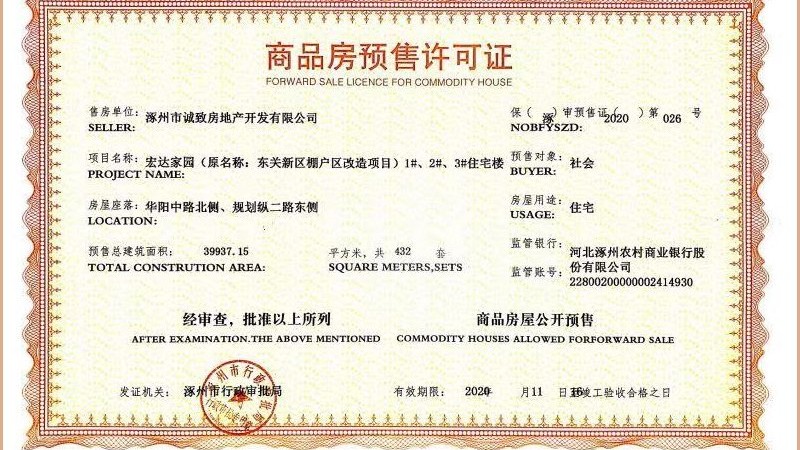 商品房预售许可证
FORWARD SALE LICENCE FOR COMMODITY HOUSE
售房单位: 涿州市诚致房地产开发有限公司
SELLER:
保( 涿 )审预售证( 2020 )第 026 号
NOBFYSZD:
项目名称: 宏达家园(原名称:东关新区棚户区改造项目)1#、2#、3#住宅楼
PROJECT NAME:
预售对象: 社会
BUYER:
房屋座落: 华阳中路北侧、规划纵二路东侧
LOCATION:
房屋用途: 住宅
USAGE:
预售总建筑面积: 39937.15 平方米,共 432 套
TOTAL CONSTRUTION AREA: SQUARE METERS,SETS
监管银行: 河北涿州农村商业银行股
份有限公司
监管账号: 22800200000002414930
经审查,批准以上所列 商品房屋公开预售
AFTER EXAMINATION.THE ABOVE MENTIONED COMMODITY HOUSES ALLOWED FORFORWARD SALE
发证机关: 涿州市行政审批局
有效期限: 2020年 11月 16日至竣工验收合格之日